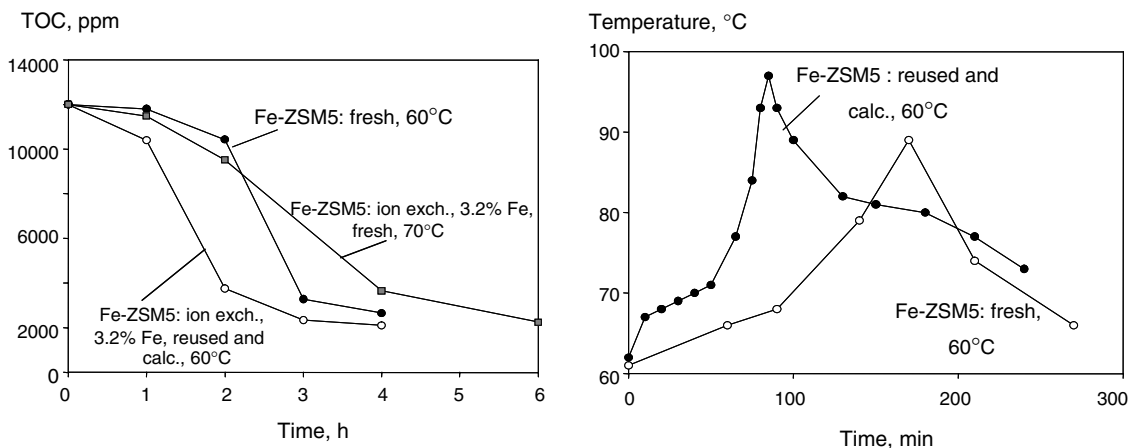 TOC, ppm
14000
10000
6000
2000
0
0 1 2 3 4 6
Time, h
Fe-ZSM5: fresh, 60°C
Fe-ZSM5: ion exch., 3.2% Fe,
fresh, 70°C
Fe-ZSM5: ion exch.,
3.2% Fe, reused and
calc., 60°C
Temperature, °C
100
90
80
70
60
0 100 200 300
Time, min
Fe-ZSM5 : reused and
calc., 60°C
Fe-ZSM5: fresh,
60°C